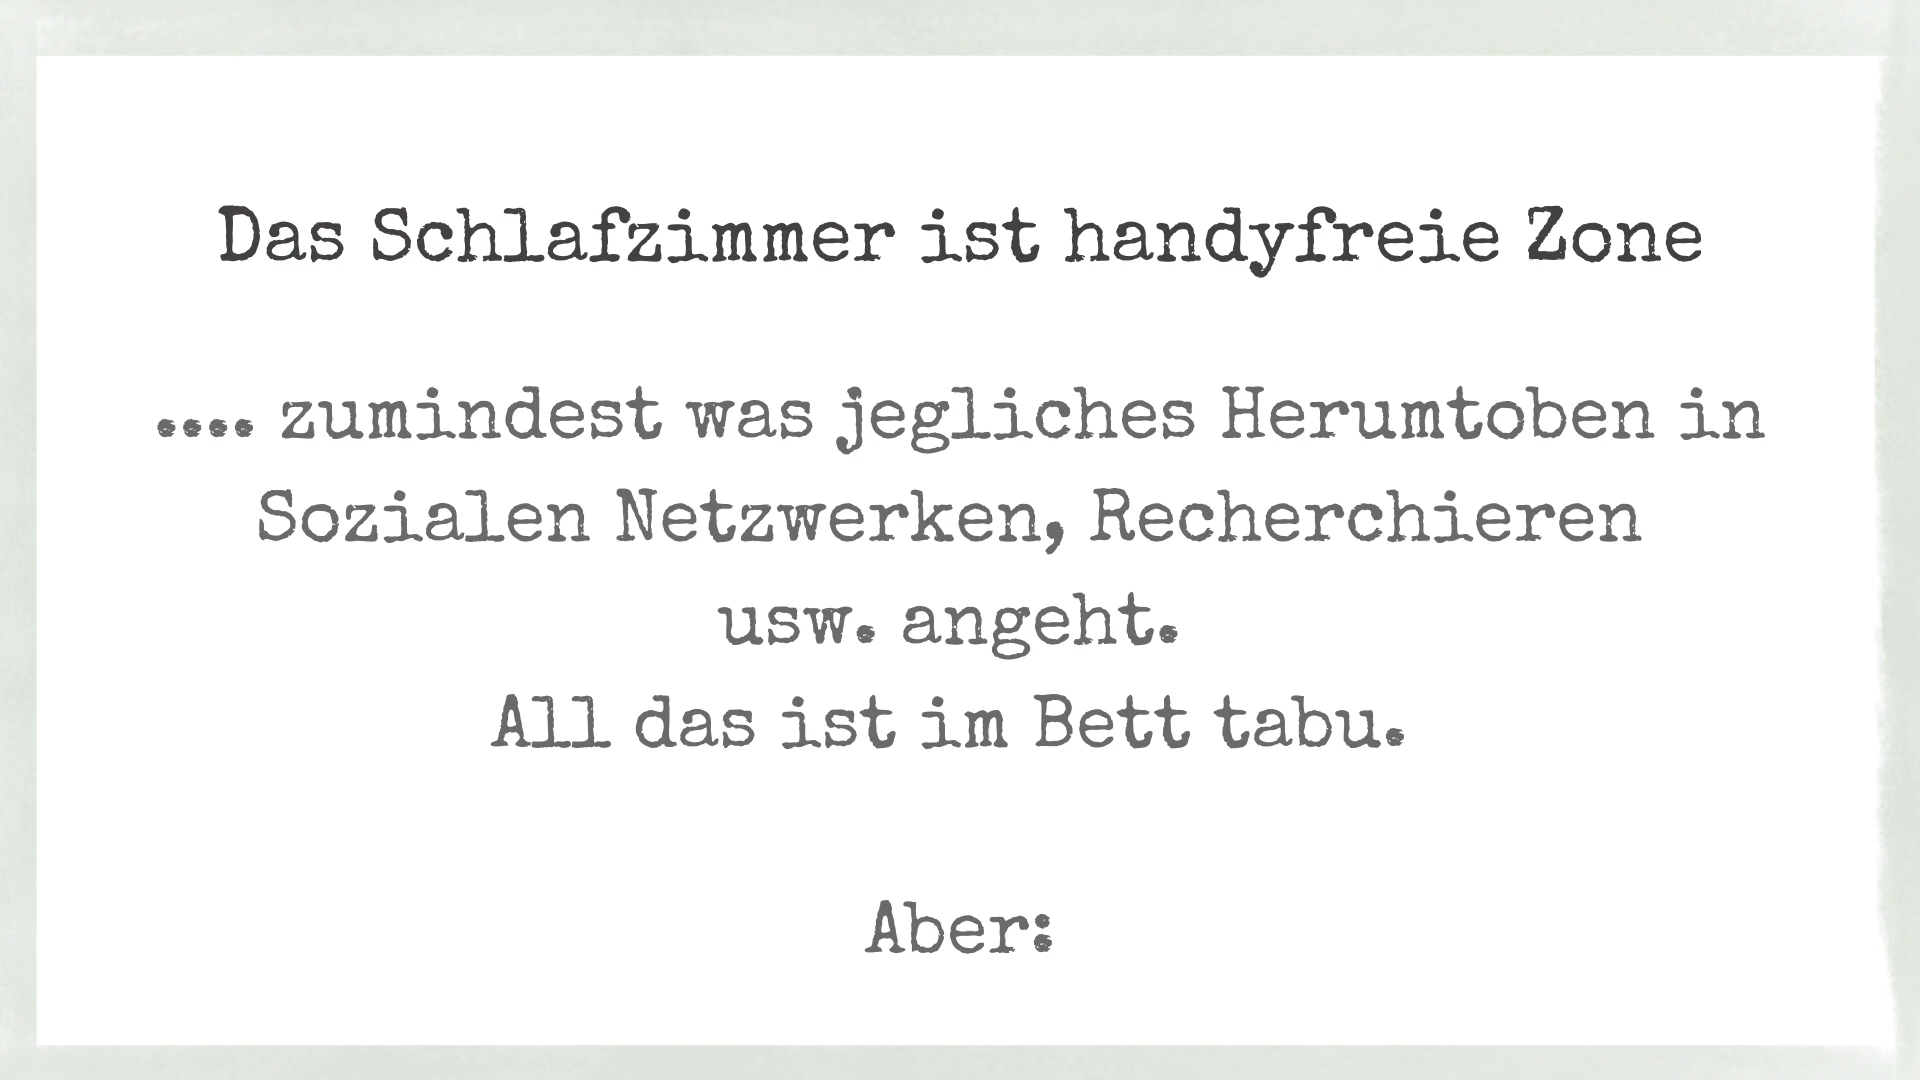 Das Schlafzimmer ist handyfreie Zone
.... zumindest was jegliches Herumtoben in
Sozialen Netzwerken, Recherchieren
usw. angeht.
All das ist im Bett tabu.
Aber: